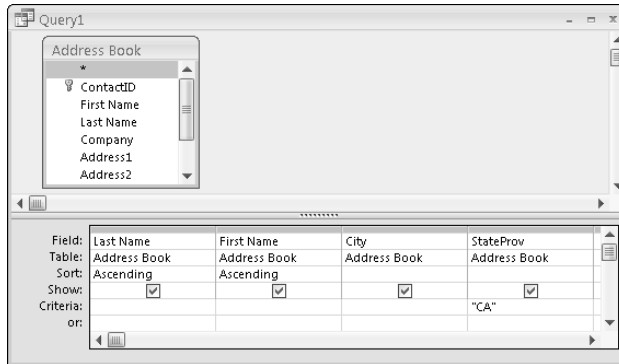 Query1
Address Book
*
ContactID
First Name
Last Name
Company
Address1
Address2
Field: Last Name First Name City StateProv
Table: Address Book Address Book Address Book Address Book
Sort: Ascending Ascending
Show:
Criteria: "CA"
or: